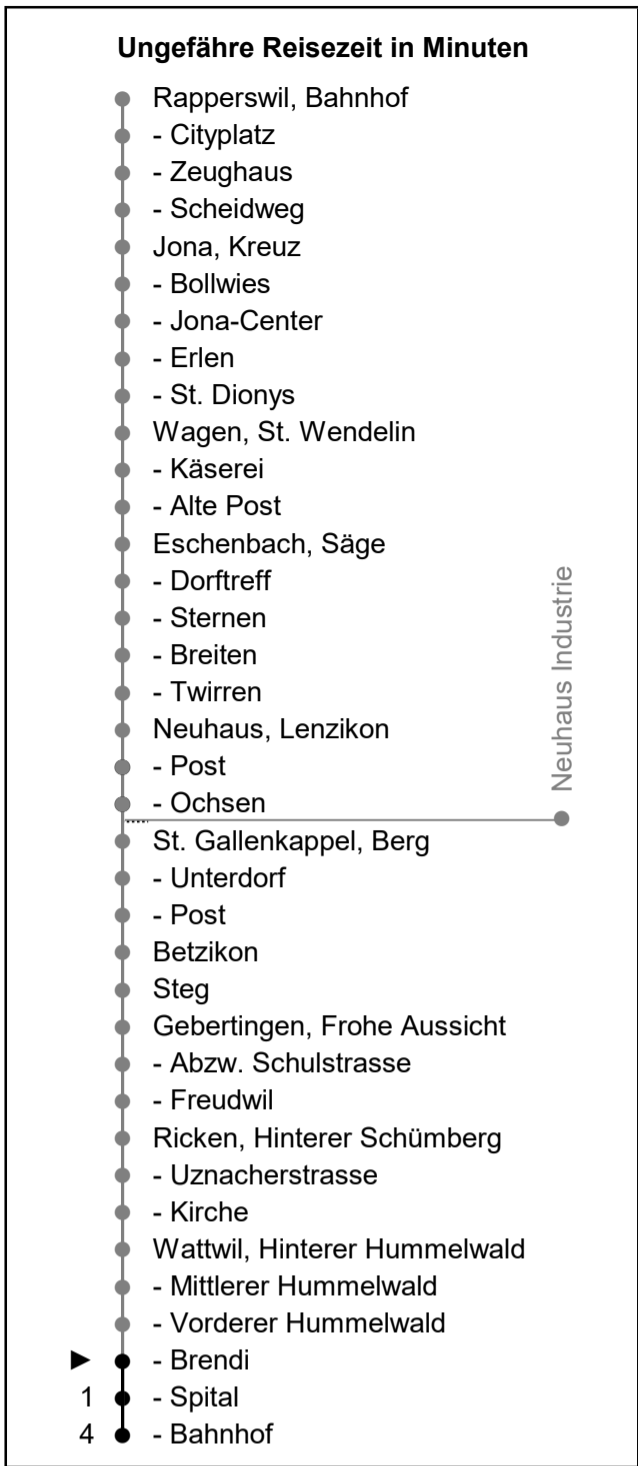 Ungefähre Reisezeit in Minuten
Rapperswil, Bahnhof
- Cityplatz
- Zeughaus
- Scheidweg
Jona, Kreuz
- Bollwies
- Jona-Center
- Erlen
- St. Dionys
Wagen, St. Wendelin
- Käserei
- Alte Post
Eschenbach, Säge
- Dorftreff
- Sternen
- Breiten
- Twirren
Neuhaus, Lenzikon
- Post
- Ochsen
Neuhaus Industrie
St. Gallenkappel, Berg
- Unterdorf
- Post
Betzikon
Steg
Gebertingen, Frohe Aussicht
- Abzw. Schulstrasse
- Freudwil
Ricken, Hinterer Schümberg
- Uznacherstrasse
- Kirche
Wattwil, Hinterer Hummelwald
- Mittlerer Hummelwald
- Vorderer Hummelwald
► - Brendi
1 - Spital
4 - Bahnhof